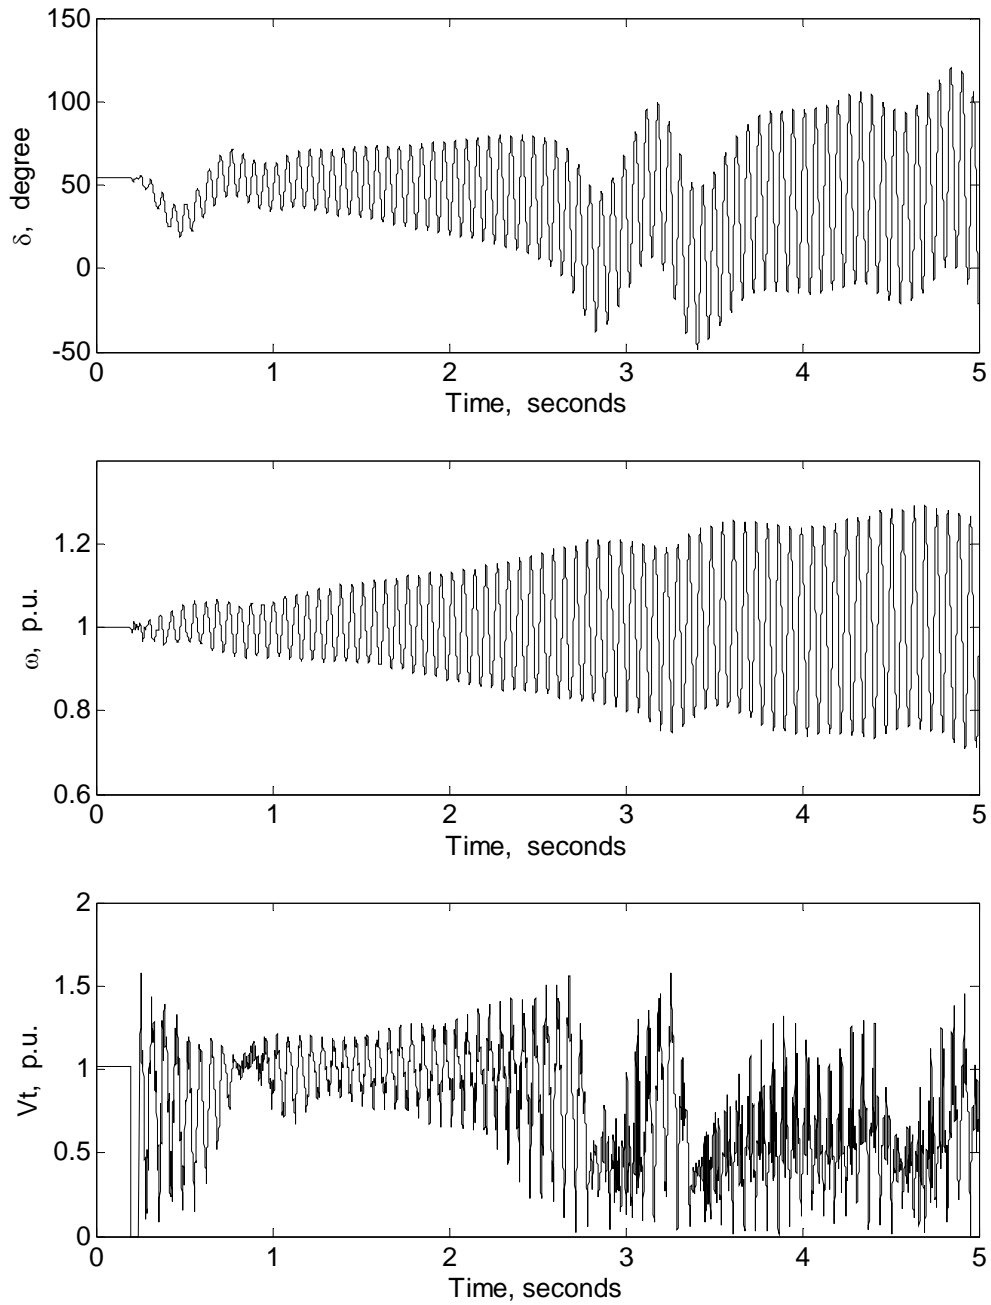 150
100
50
0
-50
δ, degree
0 1 2 3 4 5
Time, seconds
1.2
1
0.8
0.6
ω, p.u.
0 1 2 3 4 5
Time, seconds
2
1.5
1
0.5
0
Vt, p.u.
0 1 2 3 4 5
Time, seconds